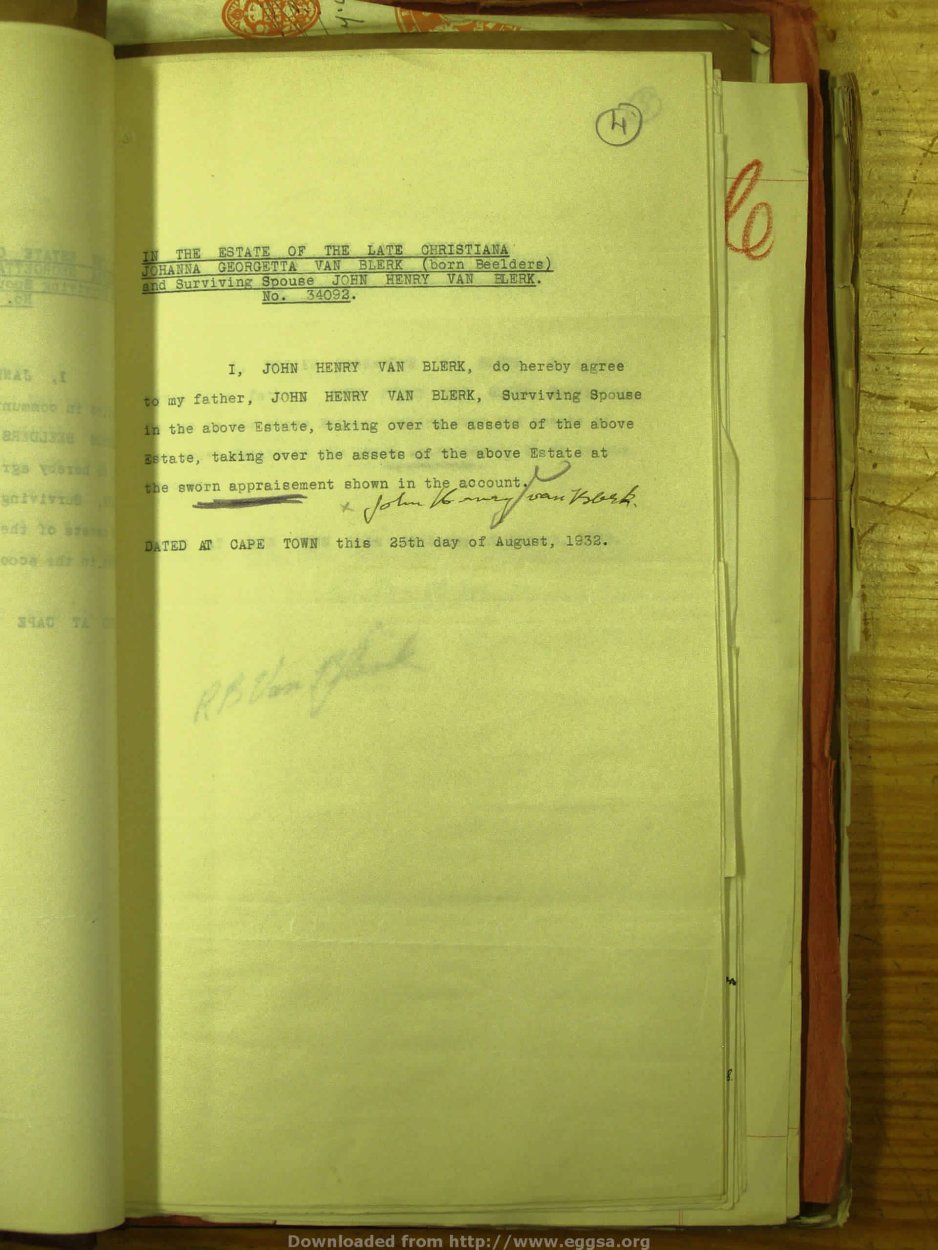 4
IN THE ESTATE OF THE LATE CHRISTIANA
JOHANNA GEORGETTA VAN BLERK (born Beelders)
and Surviving Spouse JOHN HENRY VAN BLERK.
No. 34092.
I, JOHN HENRY VAN BLERK, do hereby agree
to my father, JOHN HENRY VAN BLERK, Surviving Spouse
in the above Estate, taking over the assets of the above
Estate, taking over the assets of the above Estate at
the sworn appraisement shown in the account.
x John Henry van Blerk.
DATED AT CAPE TOWN this 25th day of August, 1932.
R B Van Blerk
Downloaded from http://www.eggsa.org